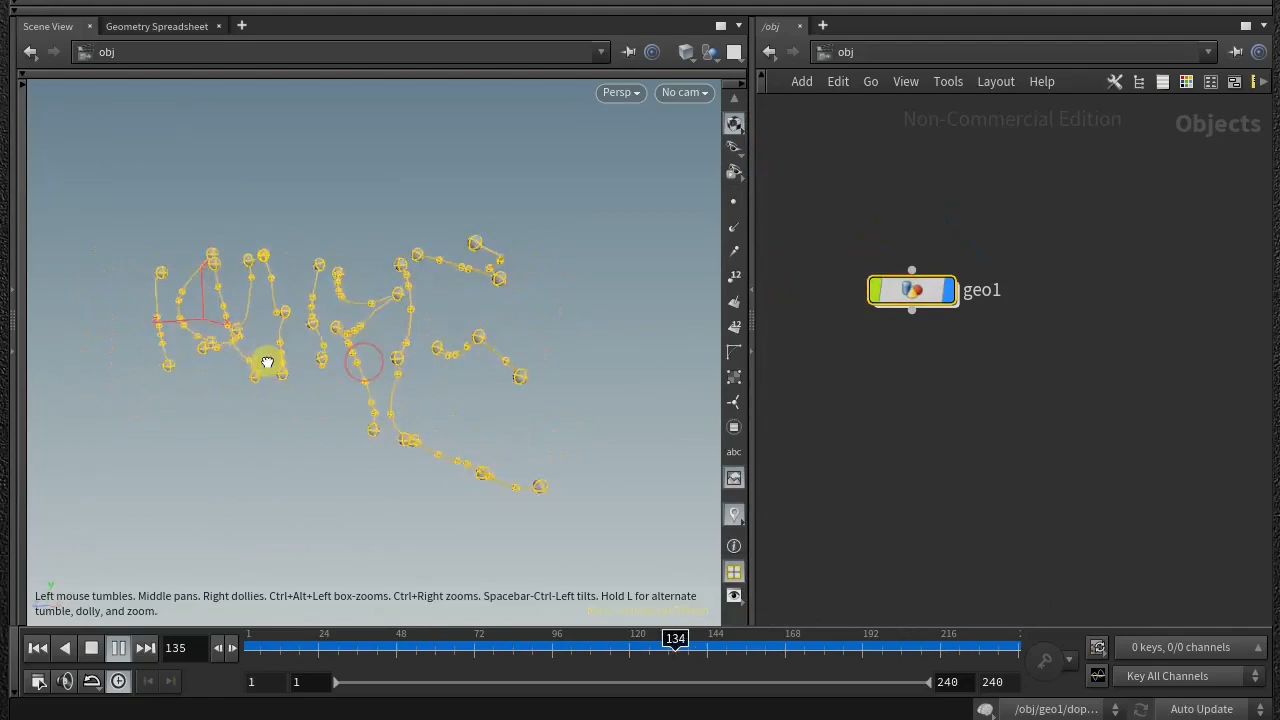 Scene View
Geometry Spreadsheet
/obj
obj
obj
Persp
No cam
Add Edit Go View Tools Layout Help
Non-Commercial Edition
Objects
geo1
12
12
abc
y
Left mouse tumbles. Middle pans. Right dollies. Ctrl+Alt+Left box-zooms. Ctrl+Right zooms. Spacebar-Ctrl-Left tilts. Hold L for alternate
tumble, dolly, and zoom.
135
1 24 48 72 96 120 134 144 168 192 216
0 keys, 0/0 channels
1 1 240 240
Key All Channels
/obj/geo1/dop...
Auto Update